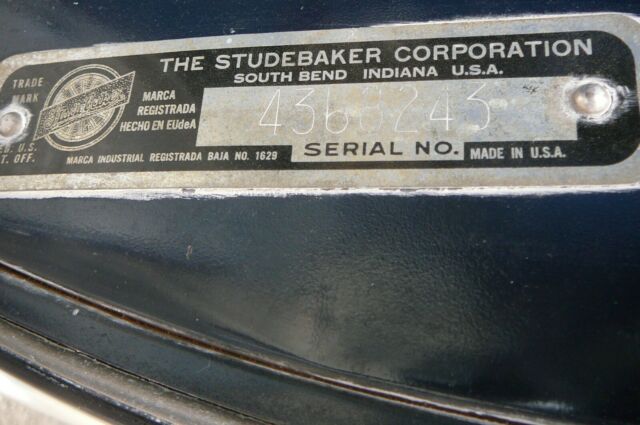 THE STUDEBAKER CORPORATION
SOUTH BEND INDIANA U.S.A.
TRADE
MARK
Studebaker
U.S.
T. OFF.
MARCA
REGISTRADA
HECHO EN EUdeA
4368243
SERIAL NO.
MARCA INDUSTRIAL REGISTRADA BAJA NO. 1629
MADE IN U.S.A.